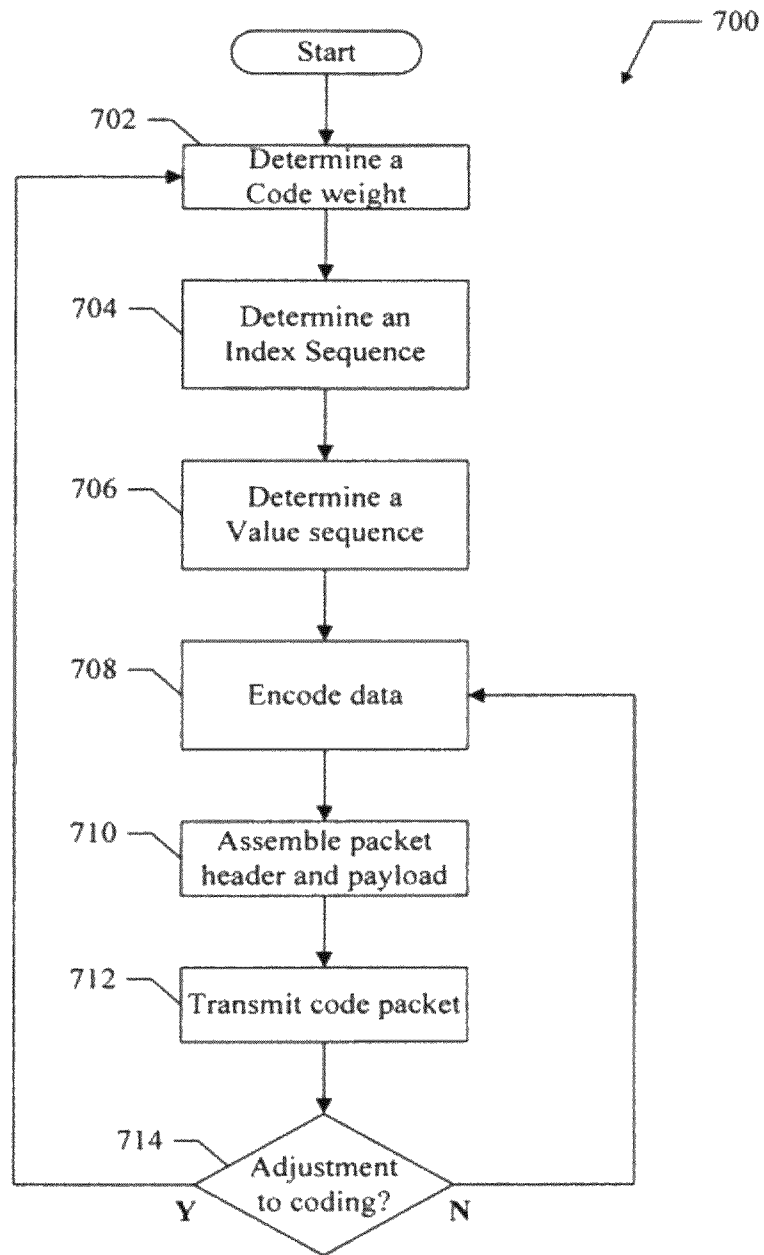 700
Start
702
Determine a
Code weight
704
Determine an
Index Sequence
706
Determine a
Value sequence
708
Encode data
710
Assemble packet
header and payload
712
Transmit code packet
714
Adjustment
to coding?
Y
N